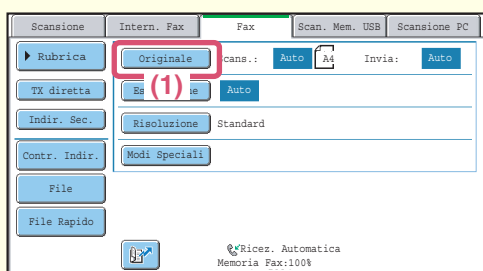 Scansione Intern. Fax Fax Scan. Mem. USB Scansione PC
Rubrica Originale Scans.: Auto A4 Invia: Auto
TX diretta (1) Auto
Indir. Sec. Risoluzione Standard
Contr. Indir. Modi Speciali
File
File Rapido
Ricez. Automatica
Memoria Fax:100%